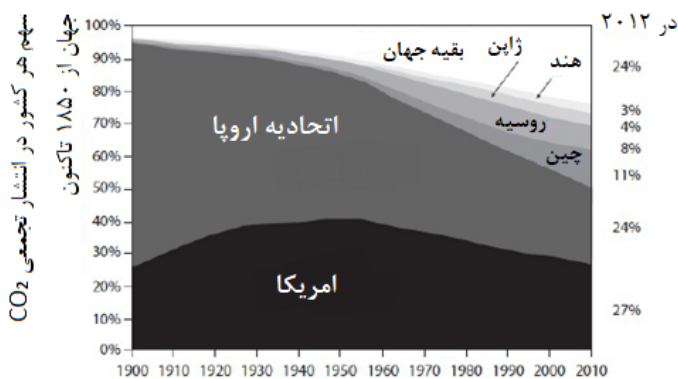 در ۲۰۱۲
سهم هر کشور در انتشار تجمعی CO₂
جهان از ۱۸۵۰ تاکنون
100%
90%
80%
70%
60%
50%
40%
30%
20%
10%
0%
بقیه جهان
ژاپن
هند
روسیه
چین
اتحادیه اروپا
امریکا
24%
3%
4%
8%
11%
24%
27%
1900 1910 1920 1930 1940 1950 1960 1970 1980 1990 2000 2010